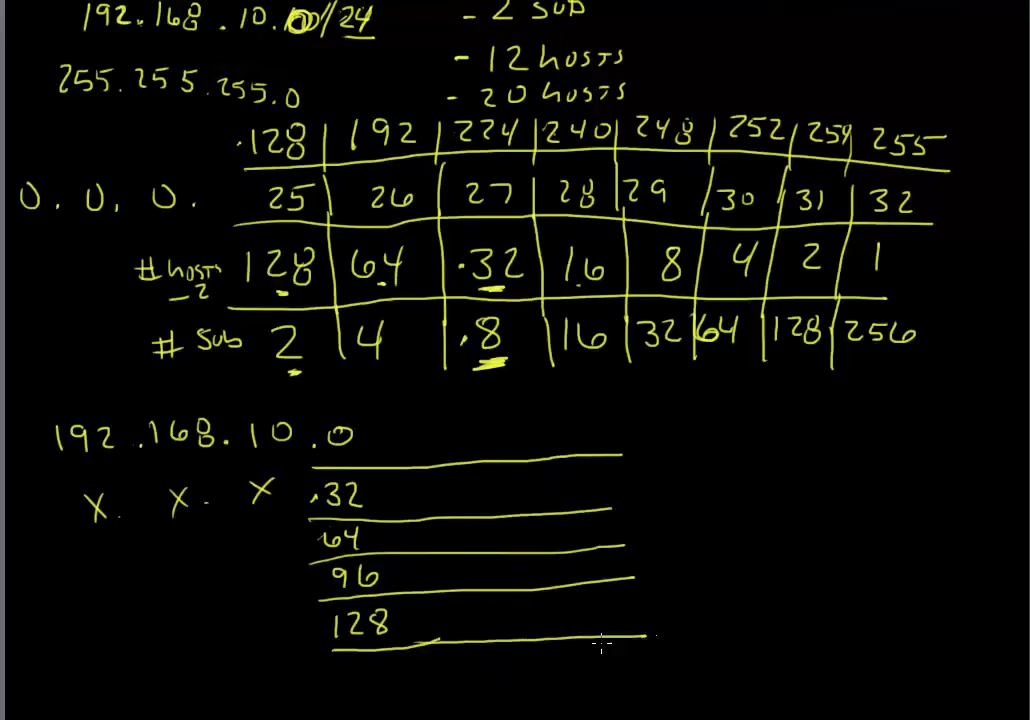 192.168.10.0/24
- 2 SUB
- 12 hosts
255.255.255.0
- 20 hosts
.128 192 224 240 248 252 254 255
0. 0. 0. 25 26 27 28 29 30 31 32
# hosts -2 128 64 .32 16 8 4 2 1
# Sub 2 4 .8 16 32 64 128 256
192.168.10.0
X. X. X .32
64
96
128